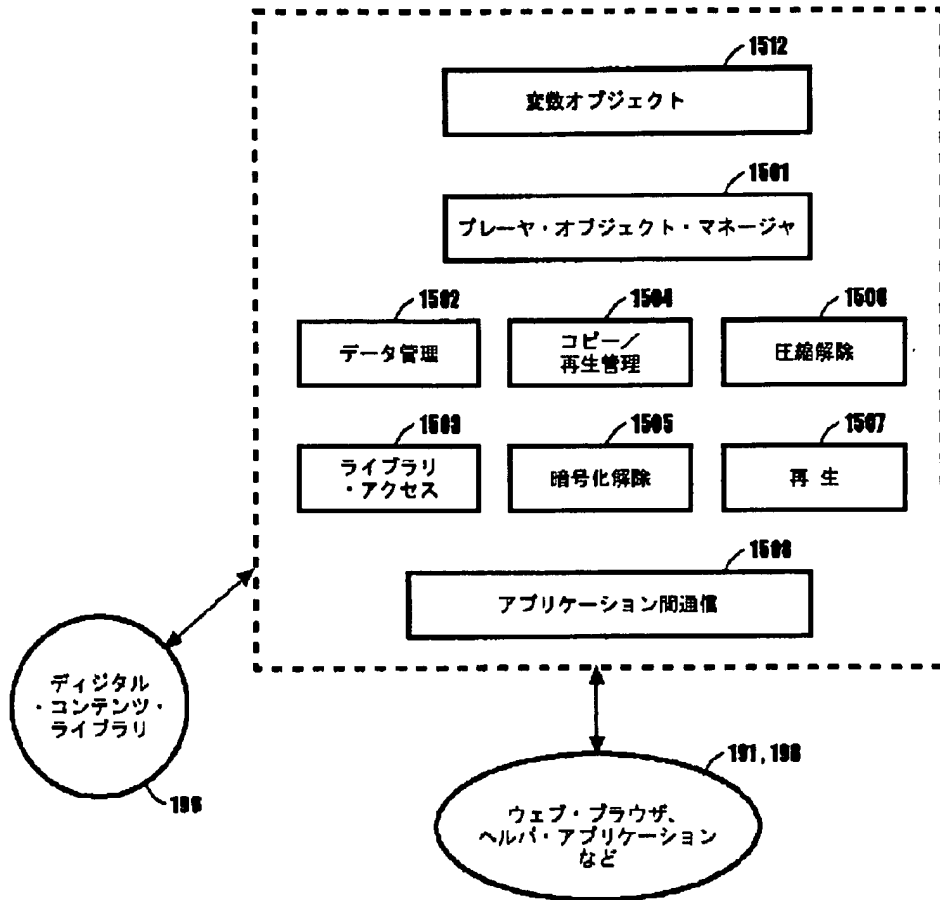 1512
変数オブジェクト
1501
プレーヤ・オブジェクト・マネージャ
1502
データ管理
1504
コピー／
再生管理
1506
圧縮解除
1503
ライブラリ
・アクセス
1505
暗号化解除
1507
再 生
1508
アプリケーション間通信
ディジタル
・コンテンツ・
ライブラリ
196
191, 198
ウェブ・ブラウザ、
ヘルパ・アプリケーション
など